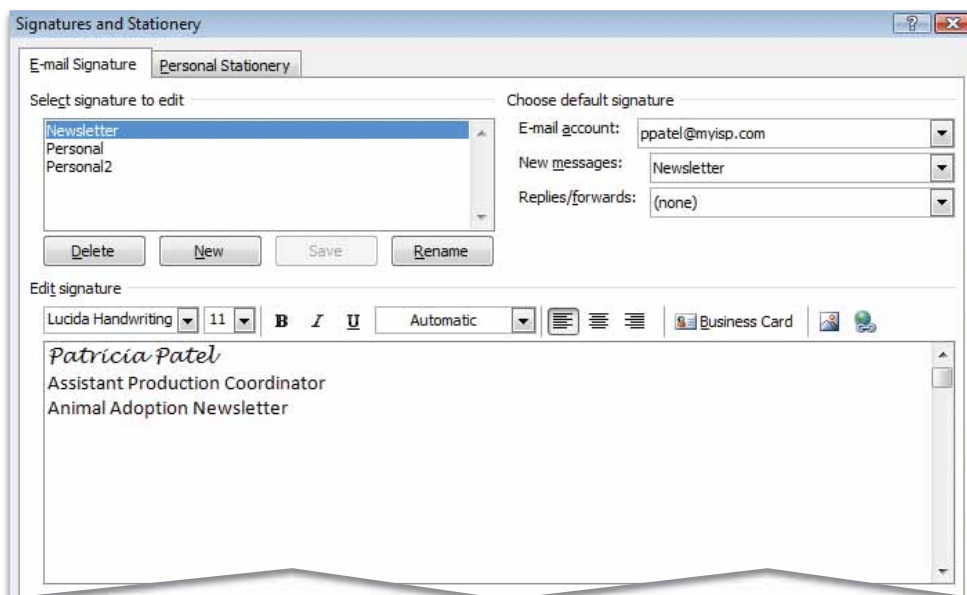 Signatures and Stationery
E-mail Signature Personal Stationery
Select signature to edit
Newsletter
Personal
Personal2
Delete New Save Rename
Choose default signature
E-mail account: ppatel@myisp.com
New messages: Newsletter
Replies/forwards: (none)
Edit signature
Lucida Handwriting 11 B I U Automatic Business Card
Patricia Patel
Assistant Production Coordinator
Animal Adoption Newsletter